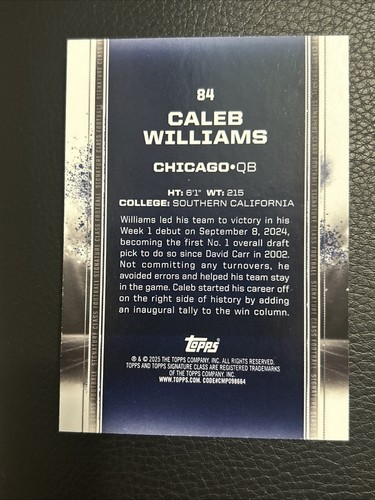 84
CALEB
WILLIAMS
CHICAGO•QB
HT: 6'1" WT: 215
COLLEGE: SOUTHERN CALIFORNIA
Williams led his team to victory in his
Week 1 debut on September 8, 2024,
becoming the first No. 1 overall draft
pick to do so since David Carr in 2002.
Not committing any turnovers, he
avoided errors and helped his team stay
in the game. Caleb started his career off
on the right side of history by adding
an inaugural tally to the win column.
Topps
® & © 2025 THE TOPPS COMPANY, INC. ALL RIGHTS RESERVED.
TOPPS AND TOPPS SIGNATURE CLASS ARE REGISTERED TRADEMARKS
OF THE TOPPS COMPANY, INC.
WWW.TOPPS.COM. CODE#CMP098664